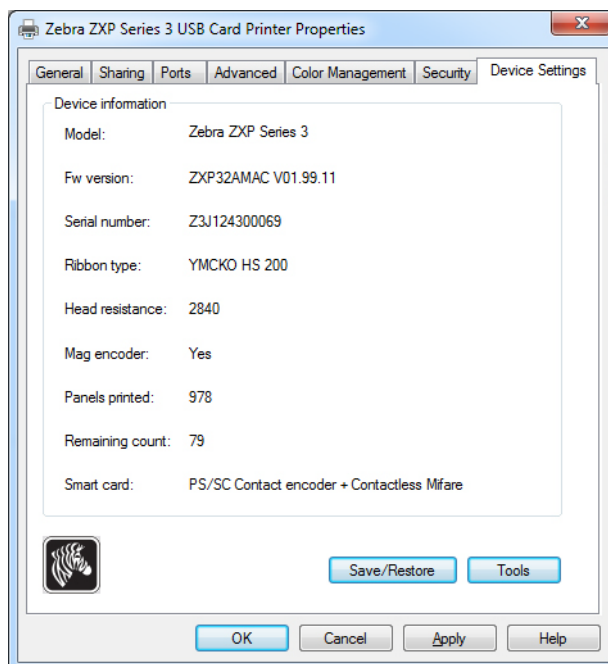 Zebra ZXP Series 3 USB Card Printer Properties
General Sharing Ports Advanced Color Management Security Device Settings
Device information
Model: Zebra ZXP Series 3
Fw version: ZXP32AMAC V01.99.11
Serial number: Z3J124300069
Ribbon type: YMCKO HS 200
Head resistance: 2840
Mag encoder: Yes
Panels printed: 978
Remaining count: 79
Smart card: PS/SC Contact encoder + Contactless Mifare
Save/Restore Tools
OK Cancel Apply Help